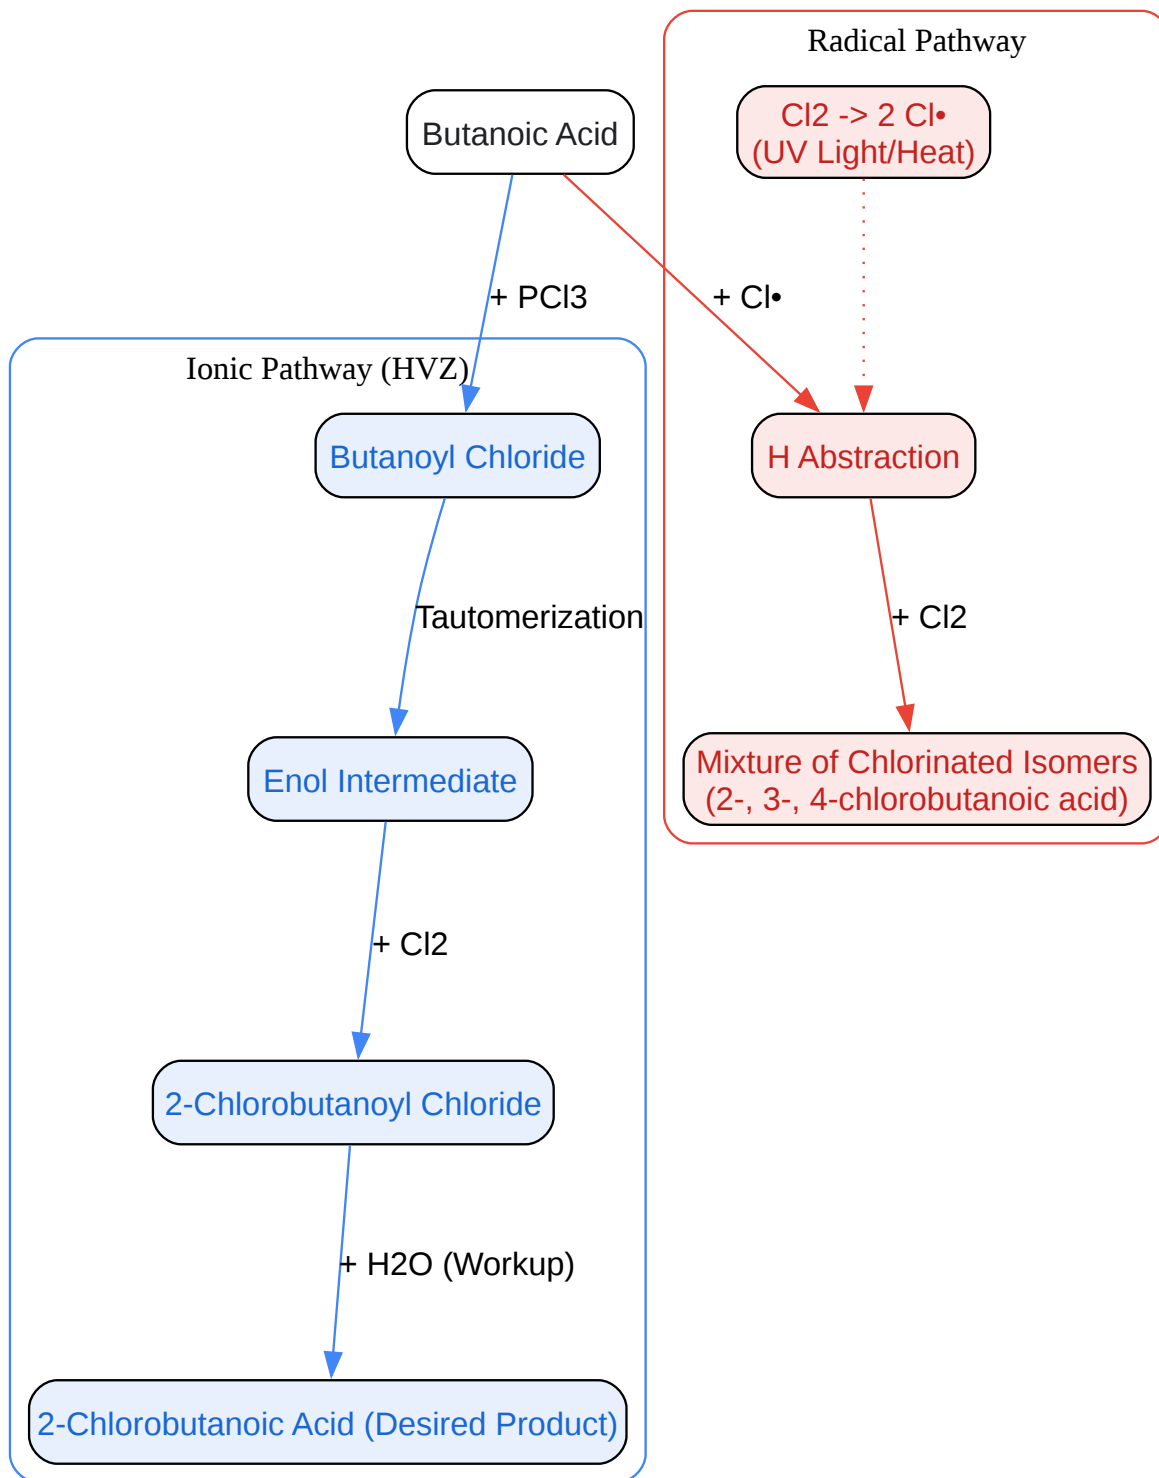 Radical Pathway
Butanoic Acid
Cl2 -> 2 Cl•
(UV Light/Heat)
+ PCl3
+ Cl•
Ionic Pathway (HVZ)
Butanoyl Chloride
H Abstraction
Tautomerization
+ Cl2
Enol Intermediate
Mixture of Chlorinated Isomers
(2-, 3-, 4-chlorobutanoic acid)
+ Cl2
2-Chlorobutanoyl Chloride
+ H2O (Workup)
2-Chlorobutanoic Acid (Desired Product)